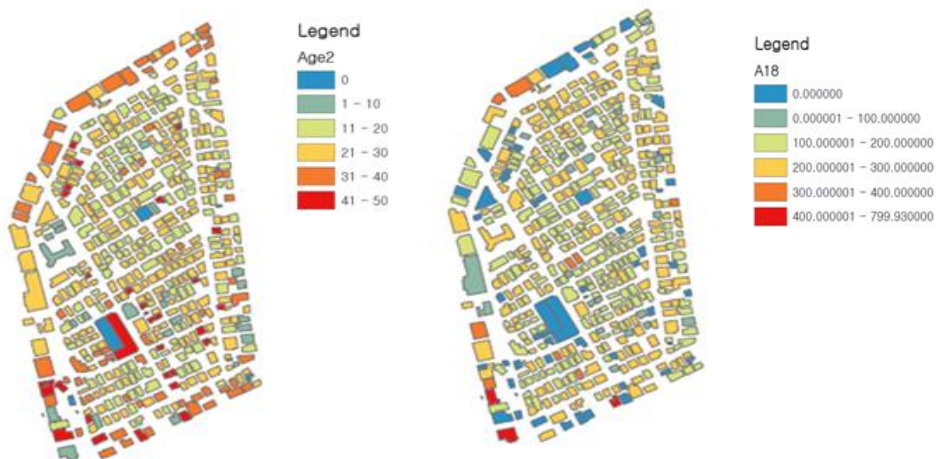 Legend
Age2
0
1 - 10
11 - 20
21 - 30
31 - 40
41 - 50
Legend
A18
0.000000
0.000001 - 100.000000
100.000001 - 200.000000
200.000001 - 300.000000
300.000001 - 400.000000
400.000001 - 799.930000